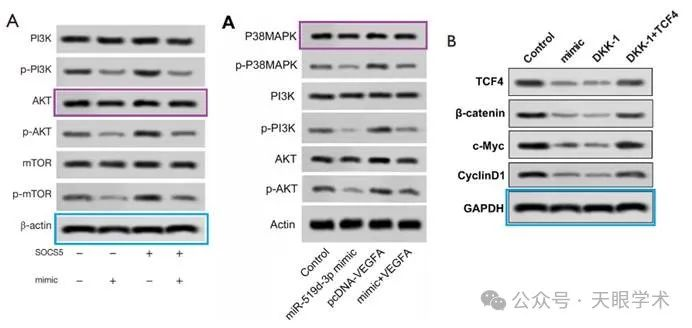 A
PI3K
p-PI3K
AKT
p-AKT
mTOR
p-mTOR
β-actin
SOCS5 – – + +
mimic – + – +
A
P38MAPK
p-P38MAPK
PI3K
p-PI3K
AKT
p-AKT
Actin
Control
miR-519d-3p mimic
pcDNA-VEGFA
mimic+VEGFA
B
Control
mimic
DKK-1
DKK-1+TCF4
TCF4
β-catenin
c-Myc
CyclinD1
GAPDH
公众号 · 天眼学术